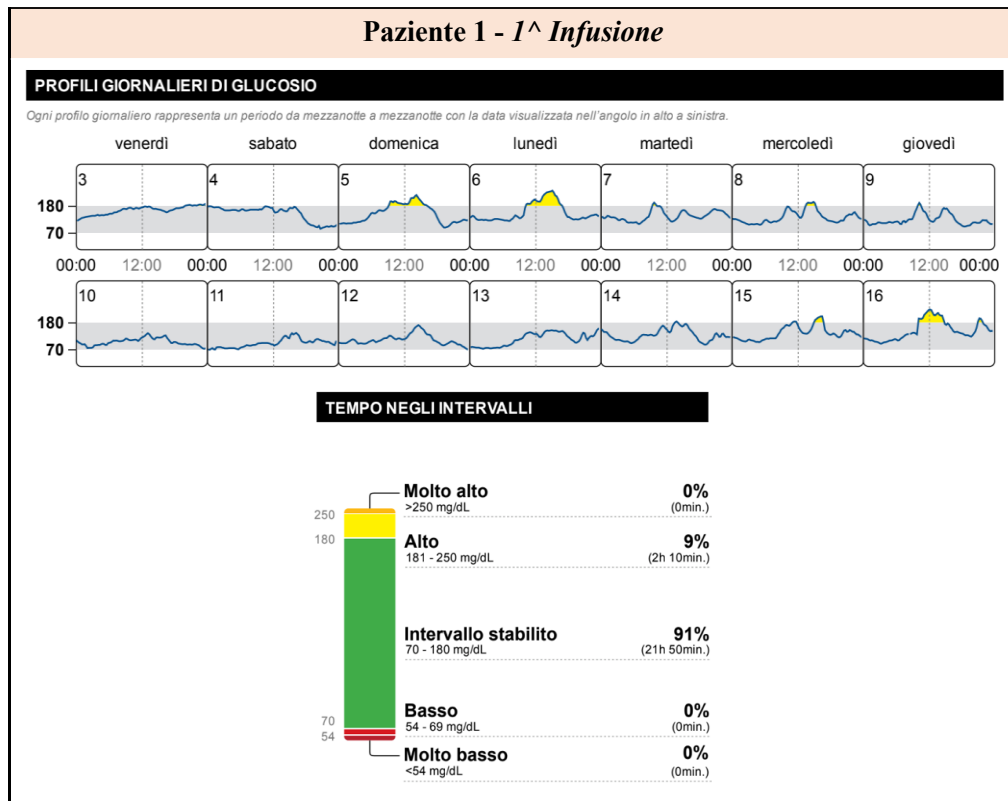 Paziente 1 - 1^ Infusione
PROFILI GIORNALIERI DI GLUCOSIO
Ogni profilo giornaliero rappresenta un periodo da mezzanotte a mezzanotte con la data visualizzata nell'angolo in alto a sinistra.
venerdì sabato domenica lunedì martedì mercoledì giovedì
3 4 5 6 7 8 9
180
70
00:00 12:00 00:00 12:00 00:00 12:00 00:00 12:00 00:00 12:00 00:00 12:00 00:00 12:00 00:00
10 11 12 13 14 15 16
180
70
TEMPO NEGLI INTERVALLI
Molto alto 0%
>250 mg/dL (0min.)
250
180
Alto 9%
181 - 250 mg/dL (2h 10min.)
Intervallo stabilito 91%
70 - 180 mg/dL (21h 50min.)
70
54
Basso 0%
54 - 69 mg/dL (0min.)
Molto basso 0%
<54 mg/dL (0min.)